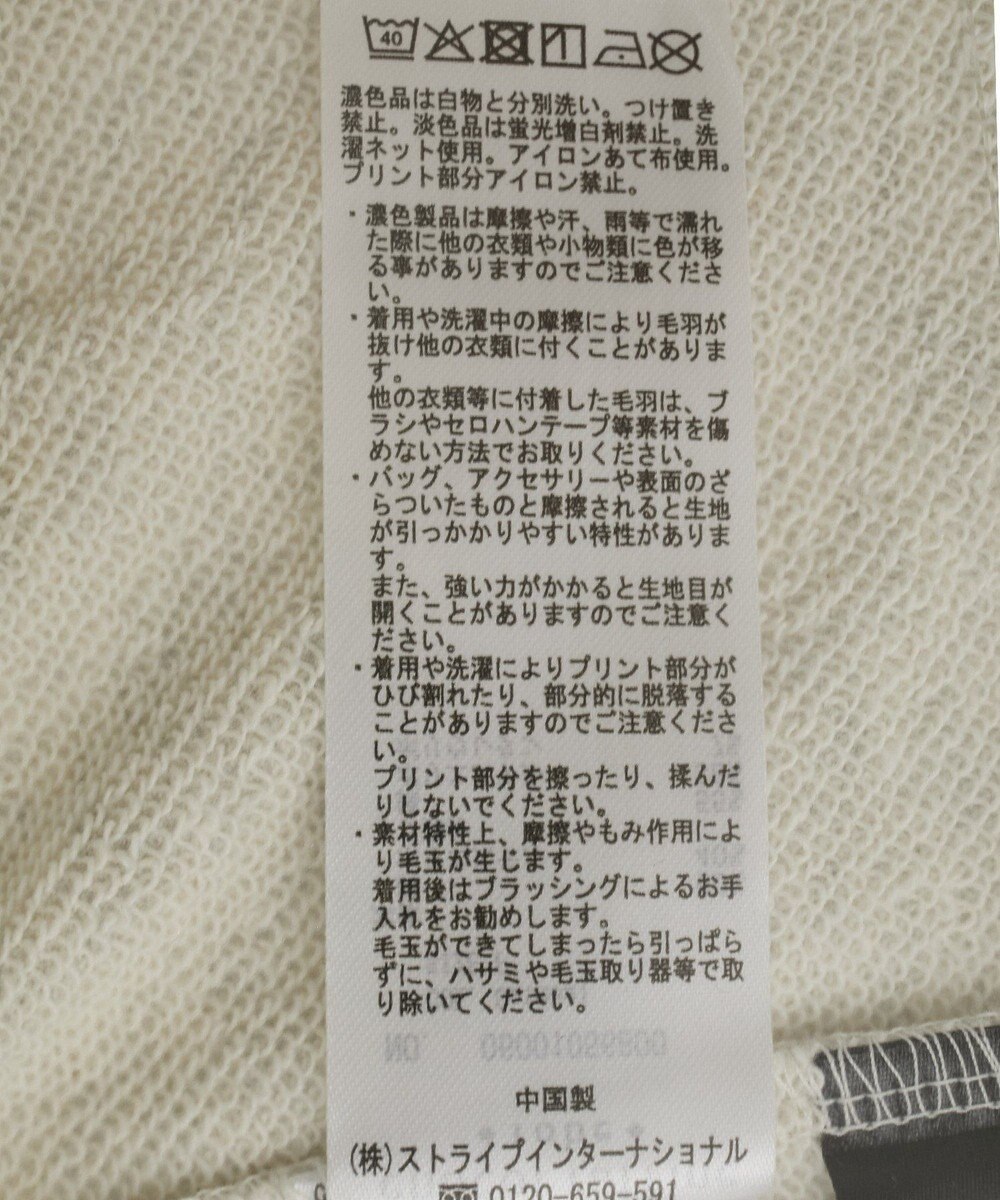 40
濃色品は白物と分別洗い。つけ置き
禁止。淡色品は蛍光増白剤禁止。洗
濯ネット使用。アイロンあて布使用。
プリント部分アイロン禁止。
・濃色製品は摩擦や汗、雨等で濡れ
た際に他の衣類や小物類に色が移
る事がありますのでご注意くださ
い。
・着用や洗濯中の摩擦により毛羽が
抜け他の衣類に付くことがありま
す。
他の衣類等に付着した毛羽は、ブ
ラシやセロハンテープ等素材を傷
めない方法でお取りください。
・バッグ、アクセサリーや表面のざ
らついたものと摩擦されると生地
が引っかかりやすい特性がありま
す。
また、強い力がかかると生地目が
開くことがありますのでご注意く
ださい。
・着用や洗濯によりプリント部分が
ひび割れたり、部分的に脱落する
ことがありますのでご注意くださ
い。
プリント部分を擦ったり、揉んだ
りしないでください。
・素材特性上、摩擦やもみ作用によ
り毛玉が生じます。
着用後はブラッシングによるお手
入れをお勧めします。
毛玉ができてしまったら引っぱら
ずに、ハサミや毛玉取り器等で取
り除いてください。
中国製
(株)ストライプインターナショナル
0120-659-591